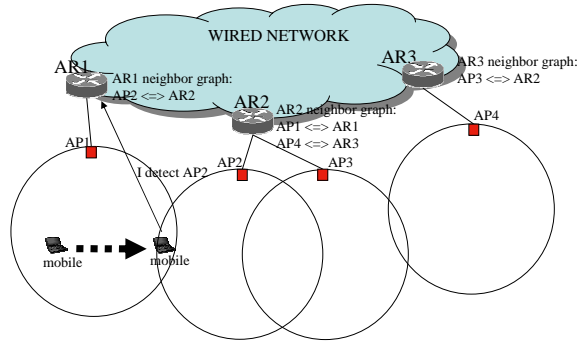 WIRED NETWORK
AR1
AR1 neighbor graph:
AP2 <=> AR2
AR2
AR2 neighbor graph:
AP1 <=> AR1
AP4 <=> AR3
AR3
AR3 neighbor graph:
AP3 <=> AR2
AP1
I detect AP2
AP2
AP3
AP4
mobile
mobile